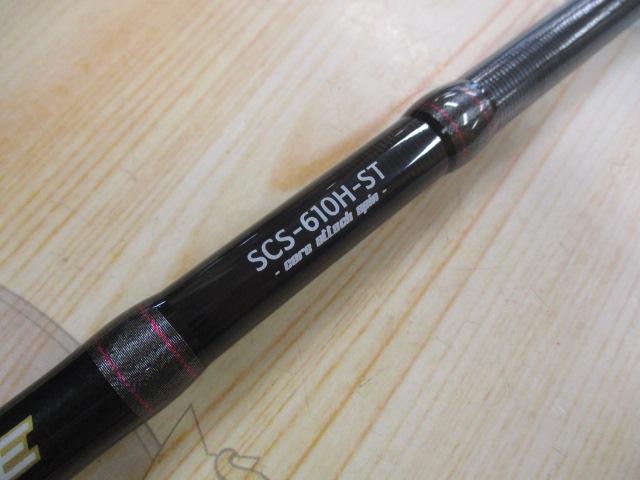 SCS-610H-ST
- core attack spin -
E